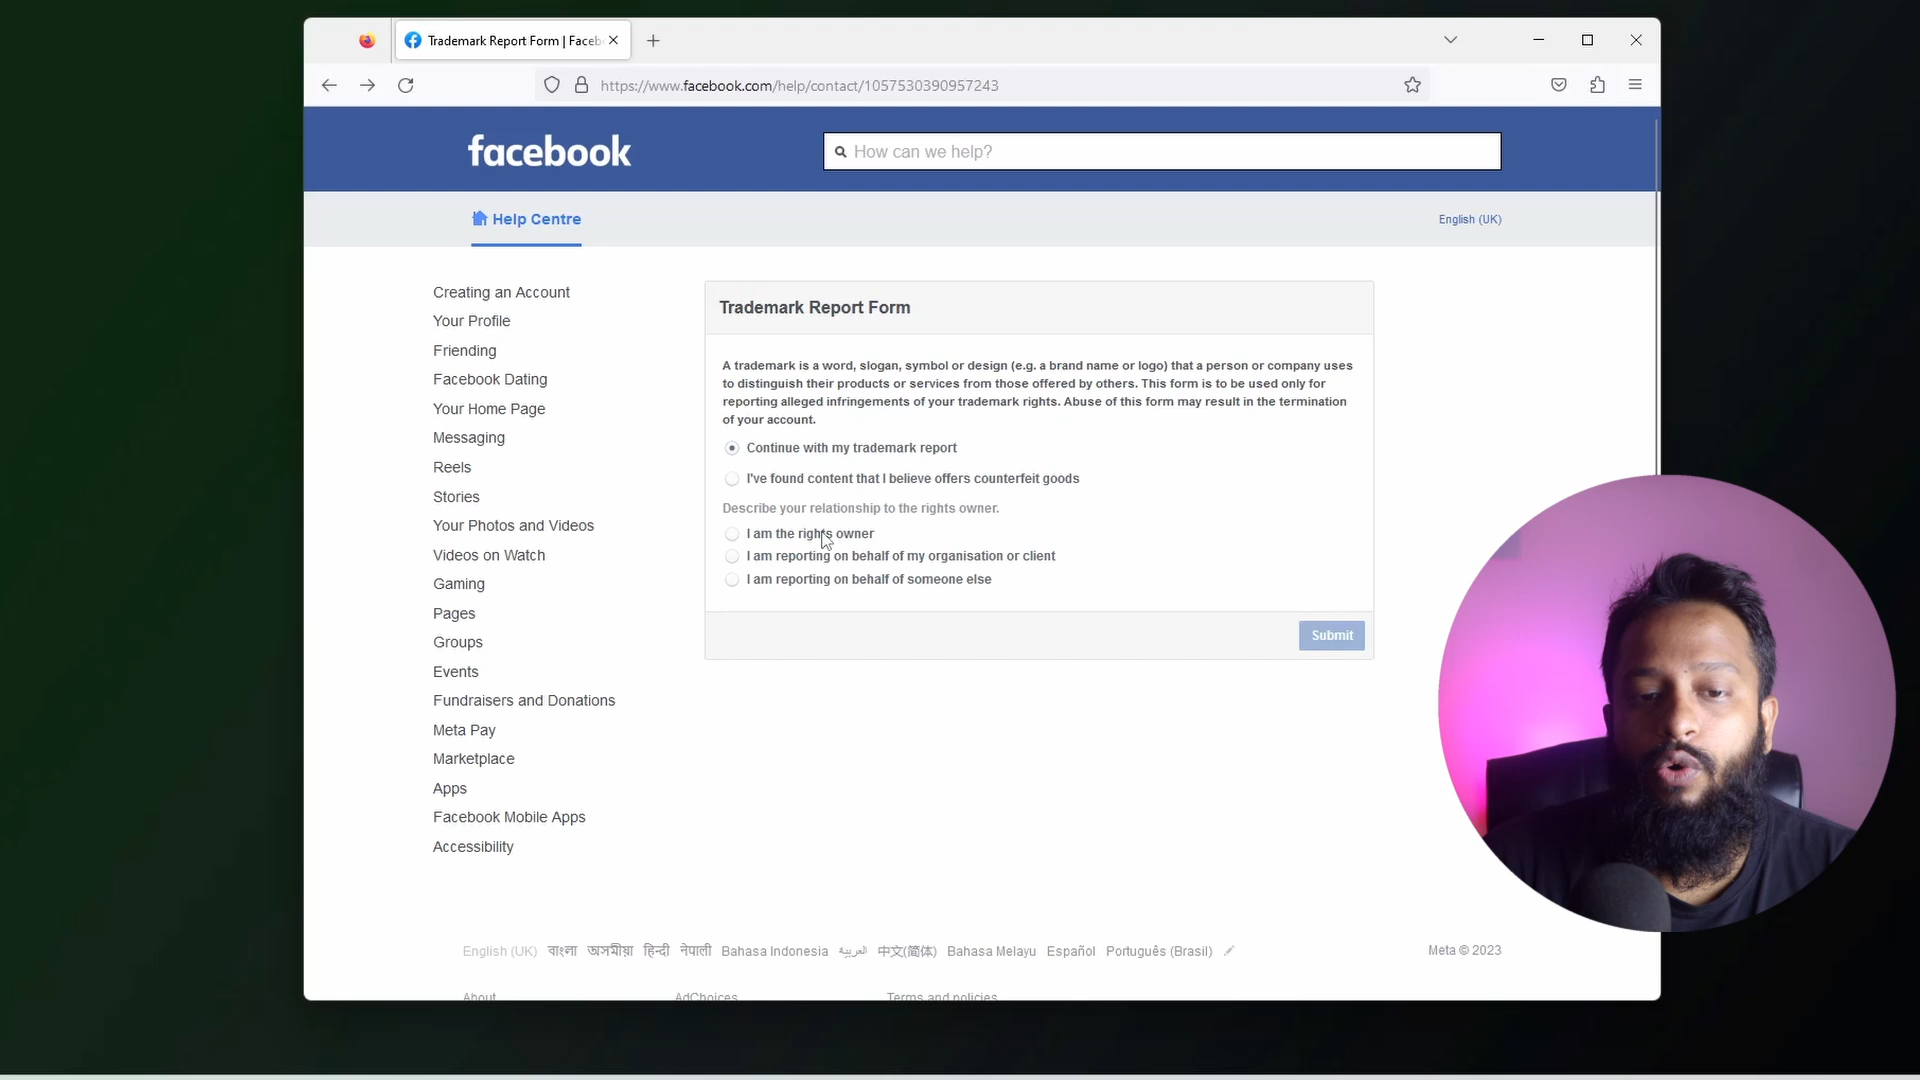 Trademark Report Form | Faceb
https://www.facebook.com/help/contact/1057530390957243
facebook
How can we help?
Help Centre
English (UK)
Creating an Account
Your Profile
Friending
Facebook Dating
Your Home Page
Messaging
Reels
Stories
Your Photos and Videos
Videos on Watch
Gaming
Pages
Groups
Events
Fundraisers and Donations
Meta Pay
Marketplace
Apps
Facebook Mobile Apps
Accessibility
Trademark Report Form
A trademark is a word, slogan, symbol or design (e.g. a brand name or logo) that a person or company uses
to distinguish their products or services from those offered by others. This form is to be used only for
reporting alleged infringements of your trademark rights. Abuse of this form may result in the termination
of your account.
Continue with my trademark report
I've found content that I believe offers counterfeit goods
Describe your relationship to the rights owner.
I am the rights owner
I am reporting on behalf of my organisation or client
I am reporting on behalf of someone else
Submit
English (UK) বাংলা অসমীয়া हिन्दी नेपाली Bahasa Indonesia العربية 中文(简体) Bahasa Melayu Español Português (Brasil)
Meta © 2023
About AdChoices Terms and policies